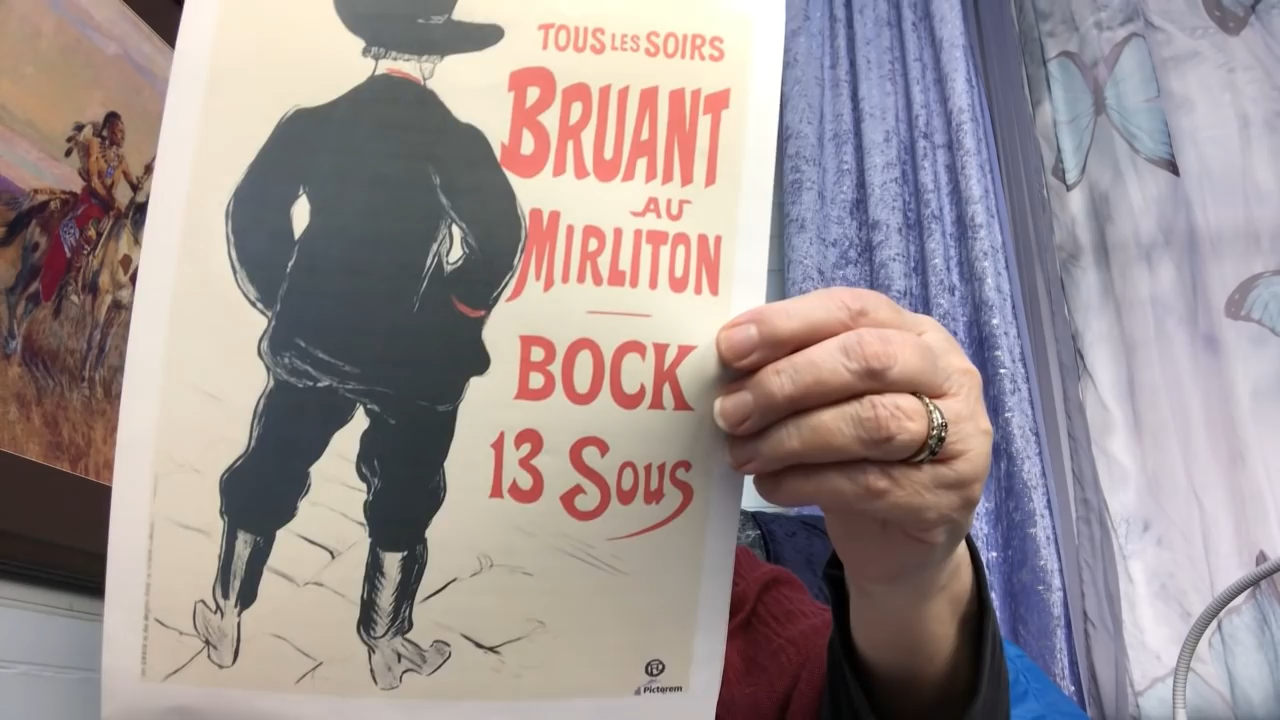 TOUS LES SOIRS
BRUANT
AU
MIRLITON
BOCK
13 Sous
Pictorem